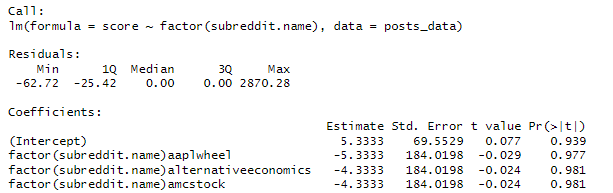 Call:
lm(formula = score ~ factor(subreddit.name), data = posts_data)
Residuals:
Min 1Q Median 3Q Max
-62.72 -25.42 0.00 0.00 2870.28
Coefficients:
Estimate Std. Error t value Pr(>|t|)
(Intercept) 5.3333 69.5529 0.077 0.939
factor(subreddit.name)aaplwheel -5.3333 184.0198 -0.029 0.977
factor(subreddit.name)alternativeeconomics -4.3333 184.0198 -0.024 0.981
factor(subreddit.name)amcstock -4.3333 184.0198 -0.024 0.981